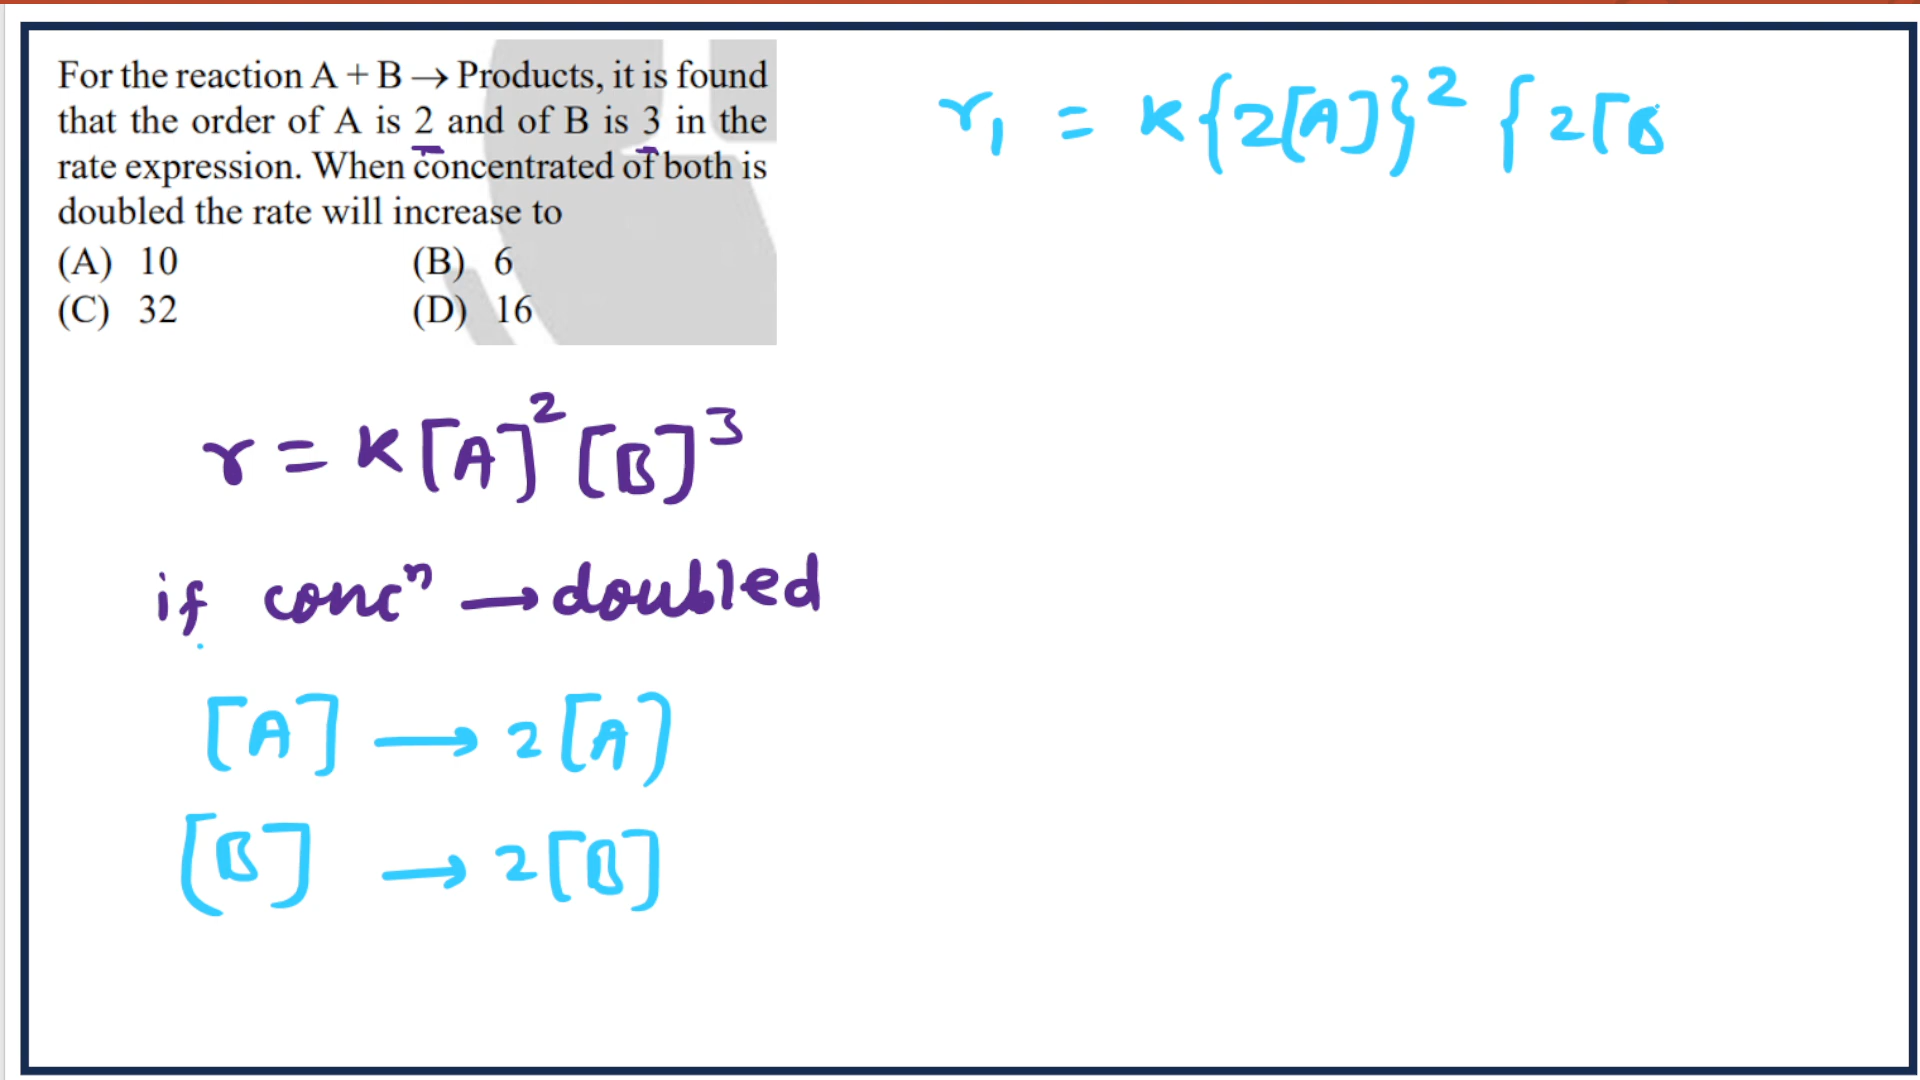 For the reaction A + B → Products, it is found
that the order of A is 2 and of B is 3 in the
rate expression. When concentrated of both is
doubled the rate will increase to
(A) 10 (B) 6
(C) 32 (D) 16
r = K[A]² [B]³
if concⁿ → doubled
[A] → 2[A)
[B] → 2[B]
r₁ = K{2[A]}² {2[B